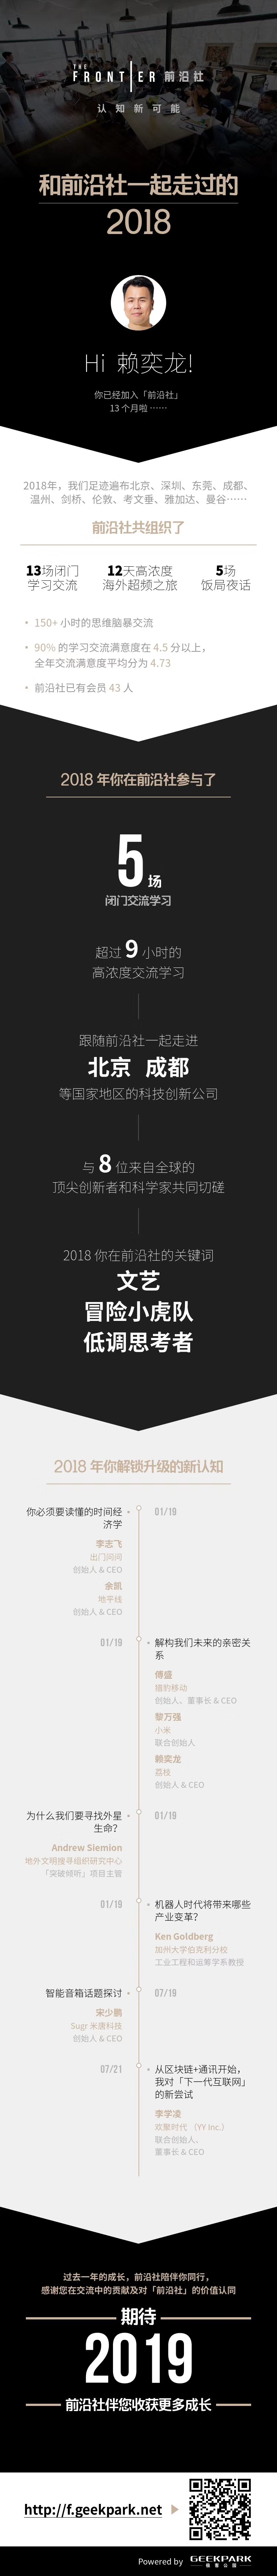 THE
FRONTIER 前沿社
认知新可能
和前沿社一起走过的
2018
Hi 赖奕龙!
你已经加入「前沿社」
13 个月啦 ……
2018年，我们足迹遍布北京、深圳、东莞、成都、
温州、剑桥、伦敦、考文垂、雅加达、曼谷……
前沿社共组织了
13场闭门 12天高浓度 5场
学习交流 海外超频之旅 饭局夜话
150+ 小时的思维脑暴交流
90% 的学习交流满意度在 4.5 分以上，
全年交流满意度平均分为 4.73
前沿社已有会员 43 人
2018 年你在前沿社参与了
5 场
闭门交流学习
超过 9 小时的
高浓度交流学习
跟随前沿社一起走进
北京 成都
等国家地区的科技创新公司
与 8 位来自全球的
顶尖创新者和科学家共同切磋
2018 你在前沿社的关键词
文艺
冒险小虎队
低调思考者
2018 年你解锁升级的新认知
你必须要读懂的时间经 01/19
济学
李志飞
出门问问
创始人 & CEO
余凯
地平线
创始人 & CEO
01/19 解构我们未来的亲密关
系
傅盛
猎豹移动
创始人、董事长 & CEO
黎万强
小米
联合创始人
赖奕龙
荔枝
创始人 & CEO
为什么我们要寻找外星 01/19
生命?
Andrew Siemion
地外文明搜寻组织研究中心
「突破倾听」项目主管
01/19 机器人时代将带来哪些
产业变革?
Ken Goldberg
加州大学伯克利分校
工业工程和运筹学系教授
智能音箱话题探讨 07/19
宋少鹏
Sugr 米唐科技
创始人 & CEO
07/21 从区块链+通讯开始，
我对「下一代互联网」
的新尝试
李学凌
欢聚时代 （YY Inc.）
联合创始人、
董事长 & CEO
过去一年的成长，前沿社陪伴你同行，
感谢您在交流中的贡献及对「前沿社」的价值认同
期待
2019
前沿社伴您收获更多成长
http://f.geekpark.net
Powered by GEEKPARK
极客公园